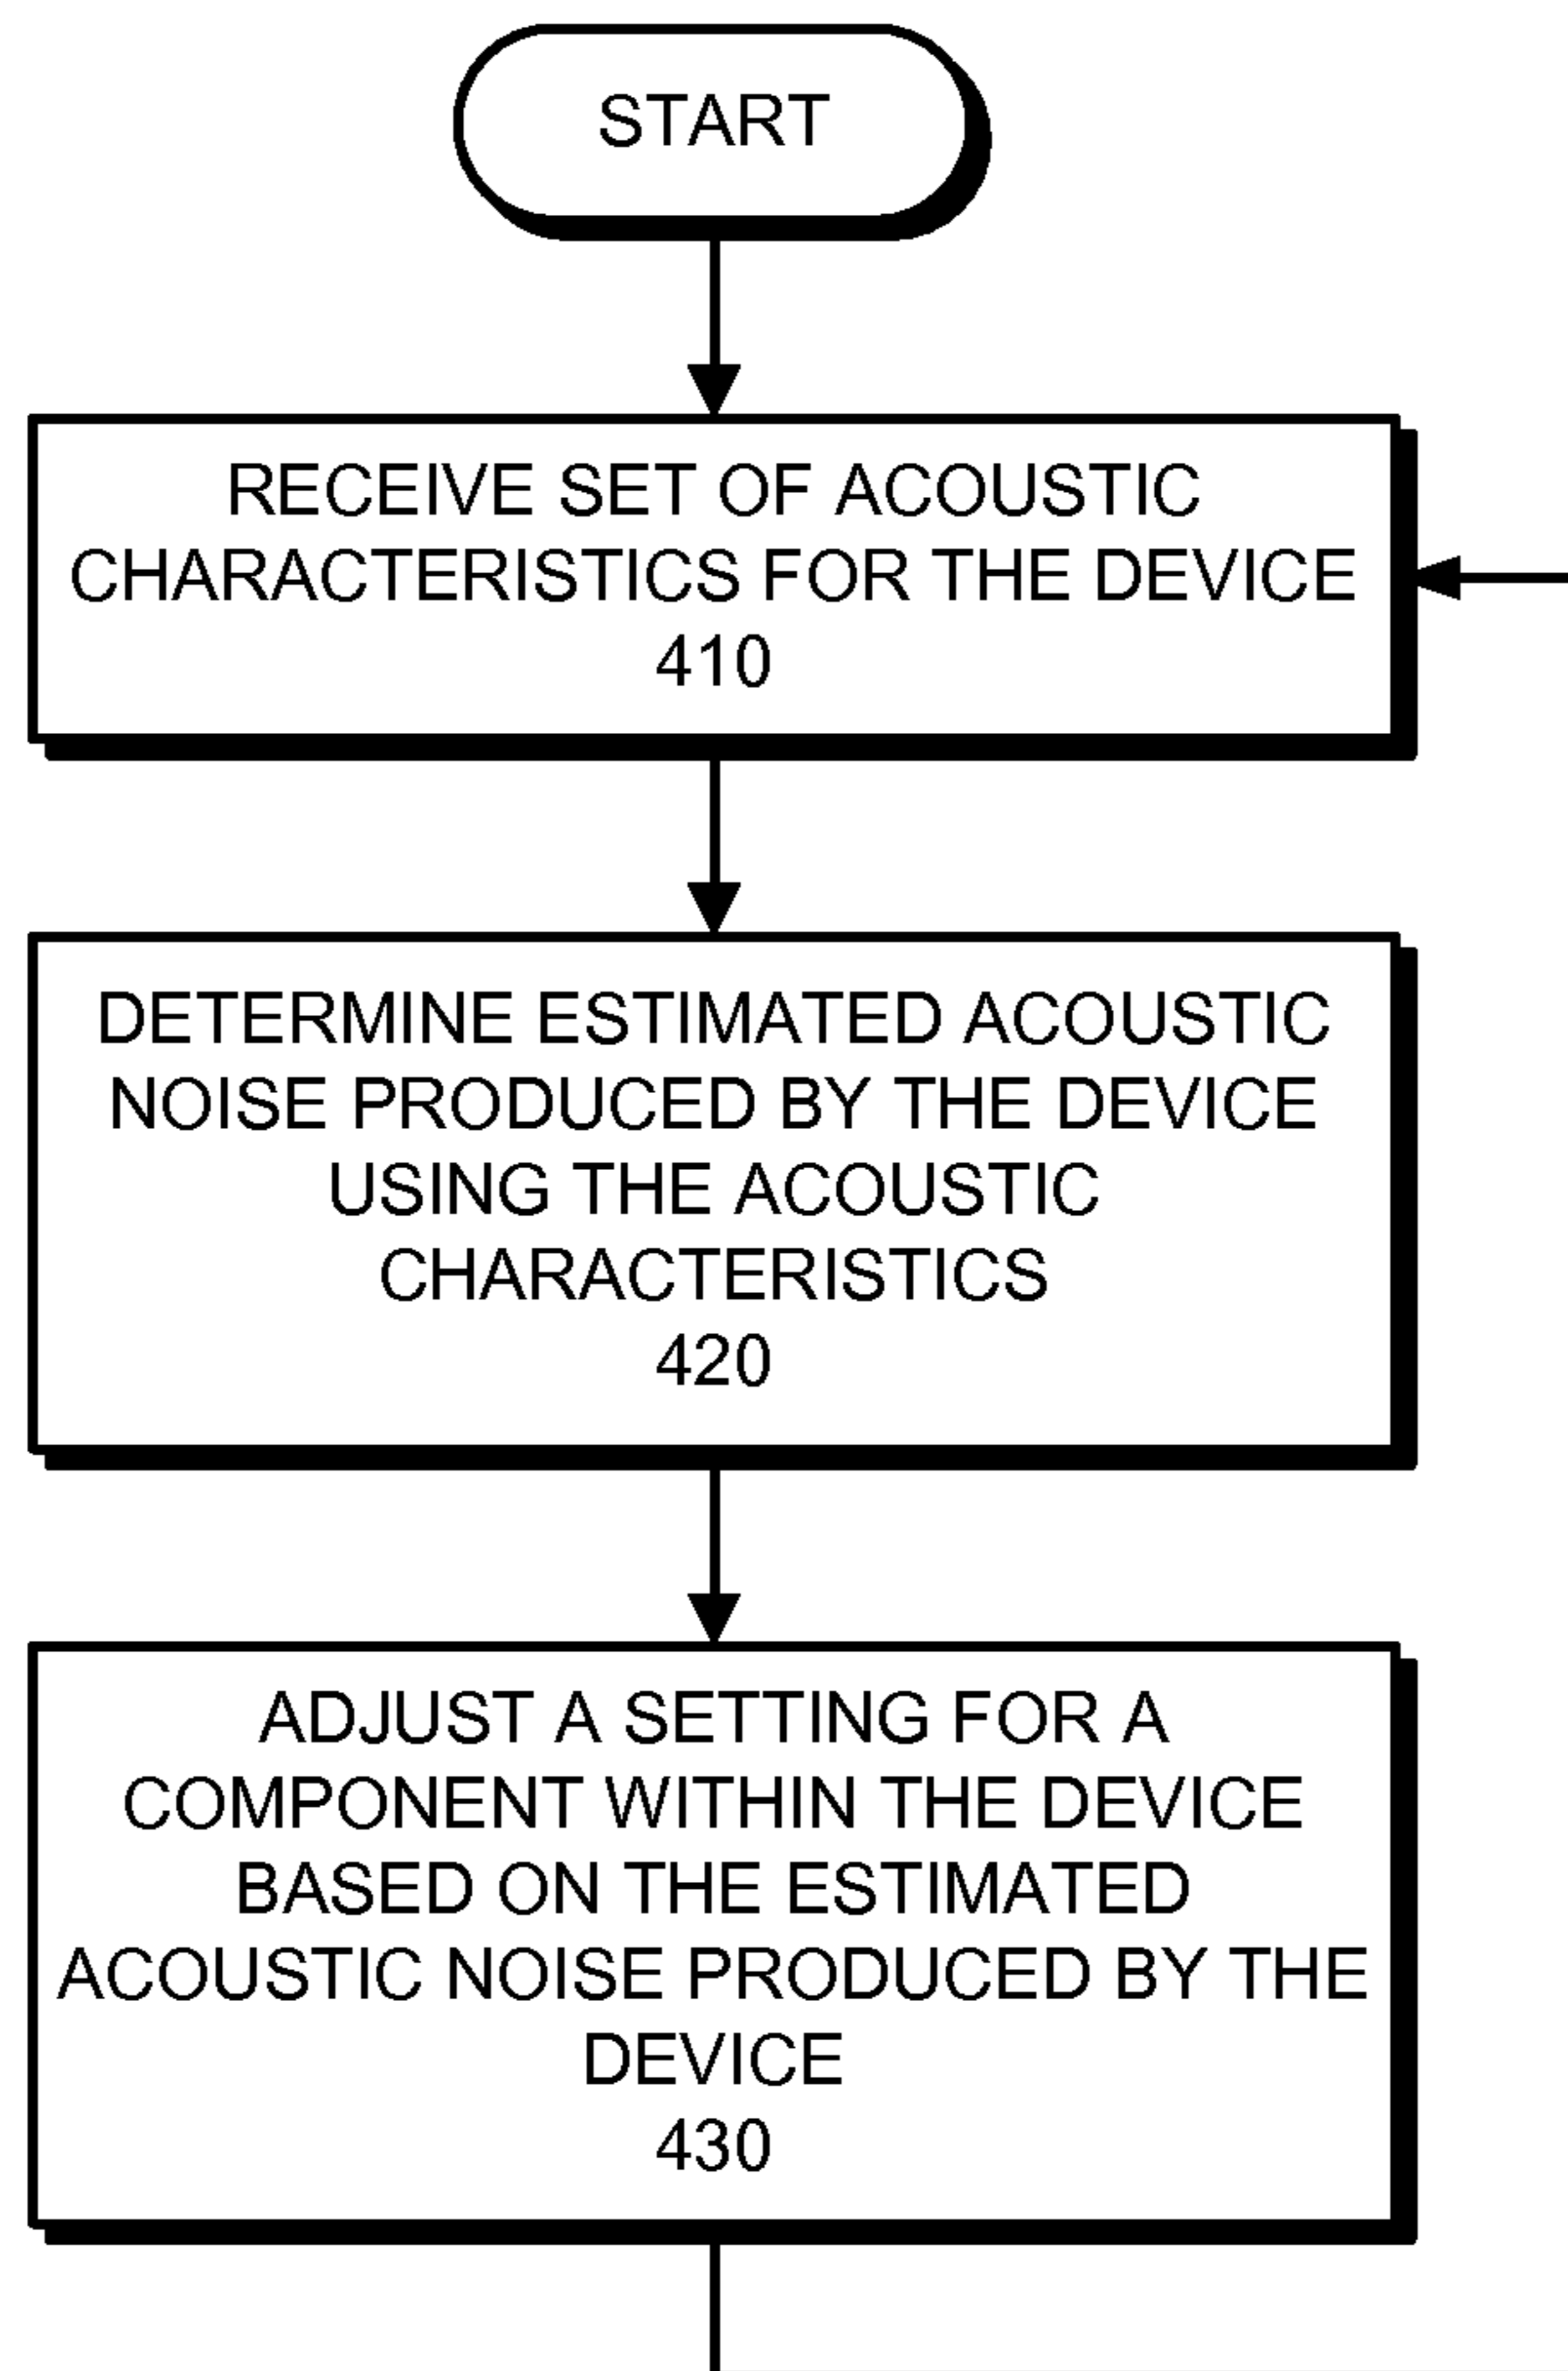 START
RECEIVE SET OF ACOUSTIC
CHARACTERISTICS FOR THE DEVICE
410
DETERMINE ESTIMATED ACOUSTIC
NOISE PRODUCED BY THE DEVICE
USING THE ACOUSTIC
CHARACTERISTICS
420
ADJUST A SETTING FOR A
COMPONENT WITHIN THE DEVICE
BASED ON THE ESTIMATED
ACOUSTIC NOISE PRODUCED BY THE
DEVICE
430